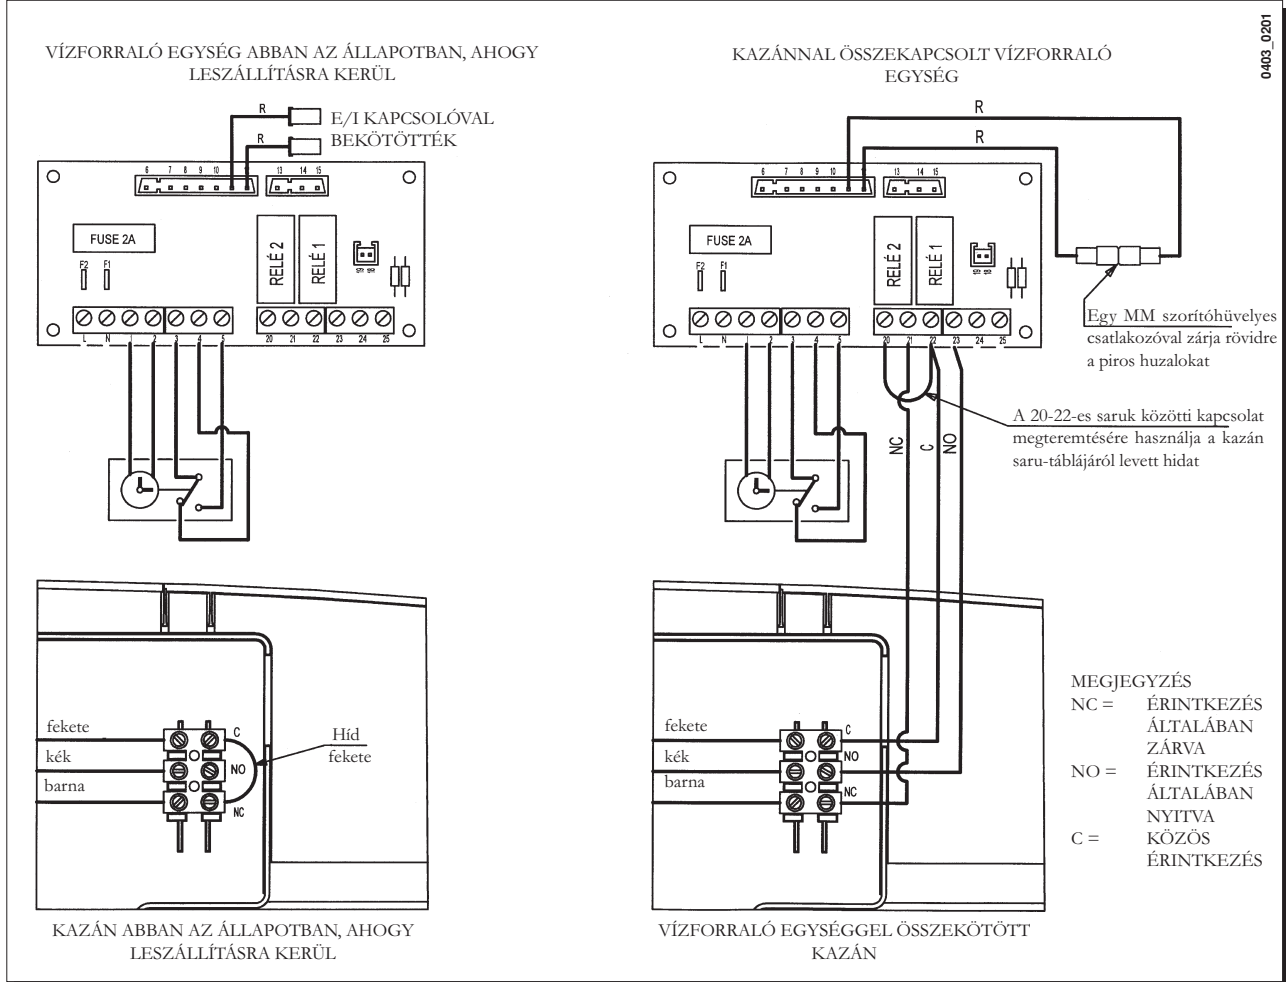 0403_0201
VÍZFORRALÓ EGYSÉG ABBAN AZ ÁLLAPOTBAN, AHOGY
LESZÁLLÍTÁSRA KERÜL
R
E/I KAPCSOLÓVAL
R
BEKÖTÖTTÉK
6 7 8 9 10 13 14 15
FUSE 2A
F2 F1
RELÉ 2
RELÉ 1
L N 1 2 3 4 5 20 21 22 23 24 25
KAZÁNNAL ÖSSZEKAPCSOLT VÍZFORRALÓ
EGYSÉG
R
R
6 7 8 9 10 13 14 15
FUSE 2A
F2 F1
RELÉ 2
RELÉ 1
L N 1 2 3 4 5 20 21 22 23 24 25
Egy MM szorítóhüvelyes
csatlakozóval zárja rövidre
a piros huzalokat
A 20-22-es saruk közötti kapcsolat
megteremtésére használja a kazán
saru-táblájáról levett hidat
NC
C
NO
fekete
kék
barna
C
NO
NC
Híd
fekete
KAZÁN ABBAN AZ ÁLLAPOTBAN, AHOGY
LESZÁLLÍTÁSRA KERÜL
fekete
kék
barna
C
NO
NC
VÍZFORRALÓ EGYSÉGGEL ÖSSZEKÖTÖTT
KAZÁN
MEGJEGYZÉS
NC = ÉRINTKEZÉS
ÁLTALÁBAN
ZÁRVA
NO = ÉRINTKEZÉS
ÁLTALÁBAN
NYITVA
C = KÖZÖS
ÉRINTKEZÉS